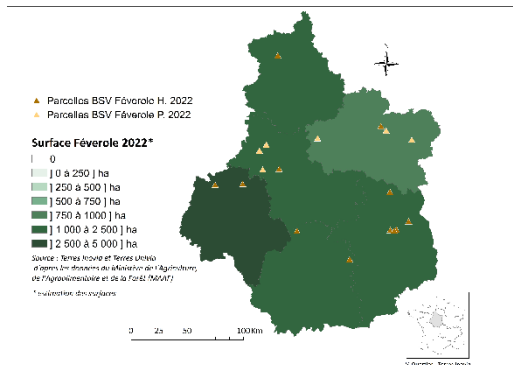 Parcelles BSV Féverole H. 2022
Parcelles BSV Féverole P. 2022
Surface Féverole 2022*
0
] 0 à 250 ] ha
] 250 à 500 ] ha
] 500 à 750 ] ha
] 750 à 1000 ] ha
] 1 000 à 2 500 ] ha
] 2 500 à 5 000 ] ha
Source : Terres Inovia et Terres Univia
d'après les données du Ministère de l'Agriculture,
de l'Agroalimentaire et de la Forêt (MAAF)
* estimation des surfaces
0 25 50 100 Km
Terres Inovia